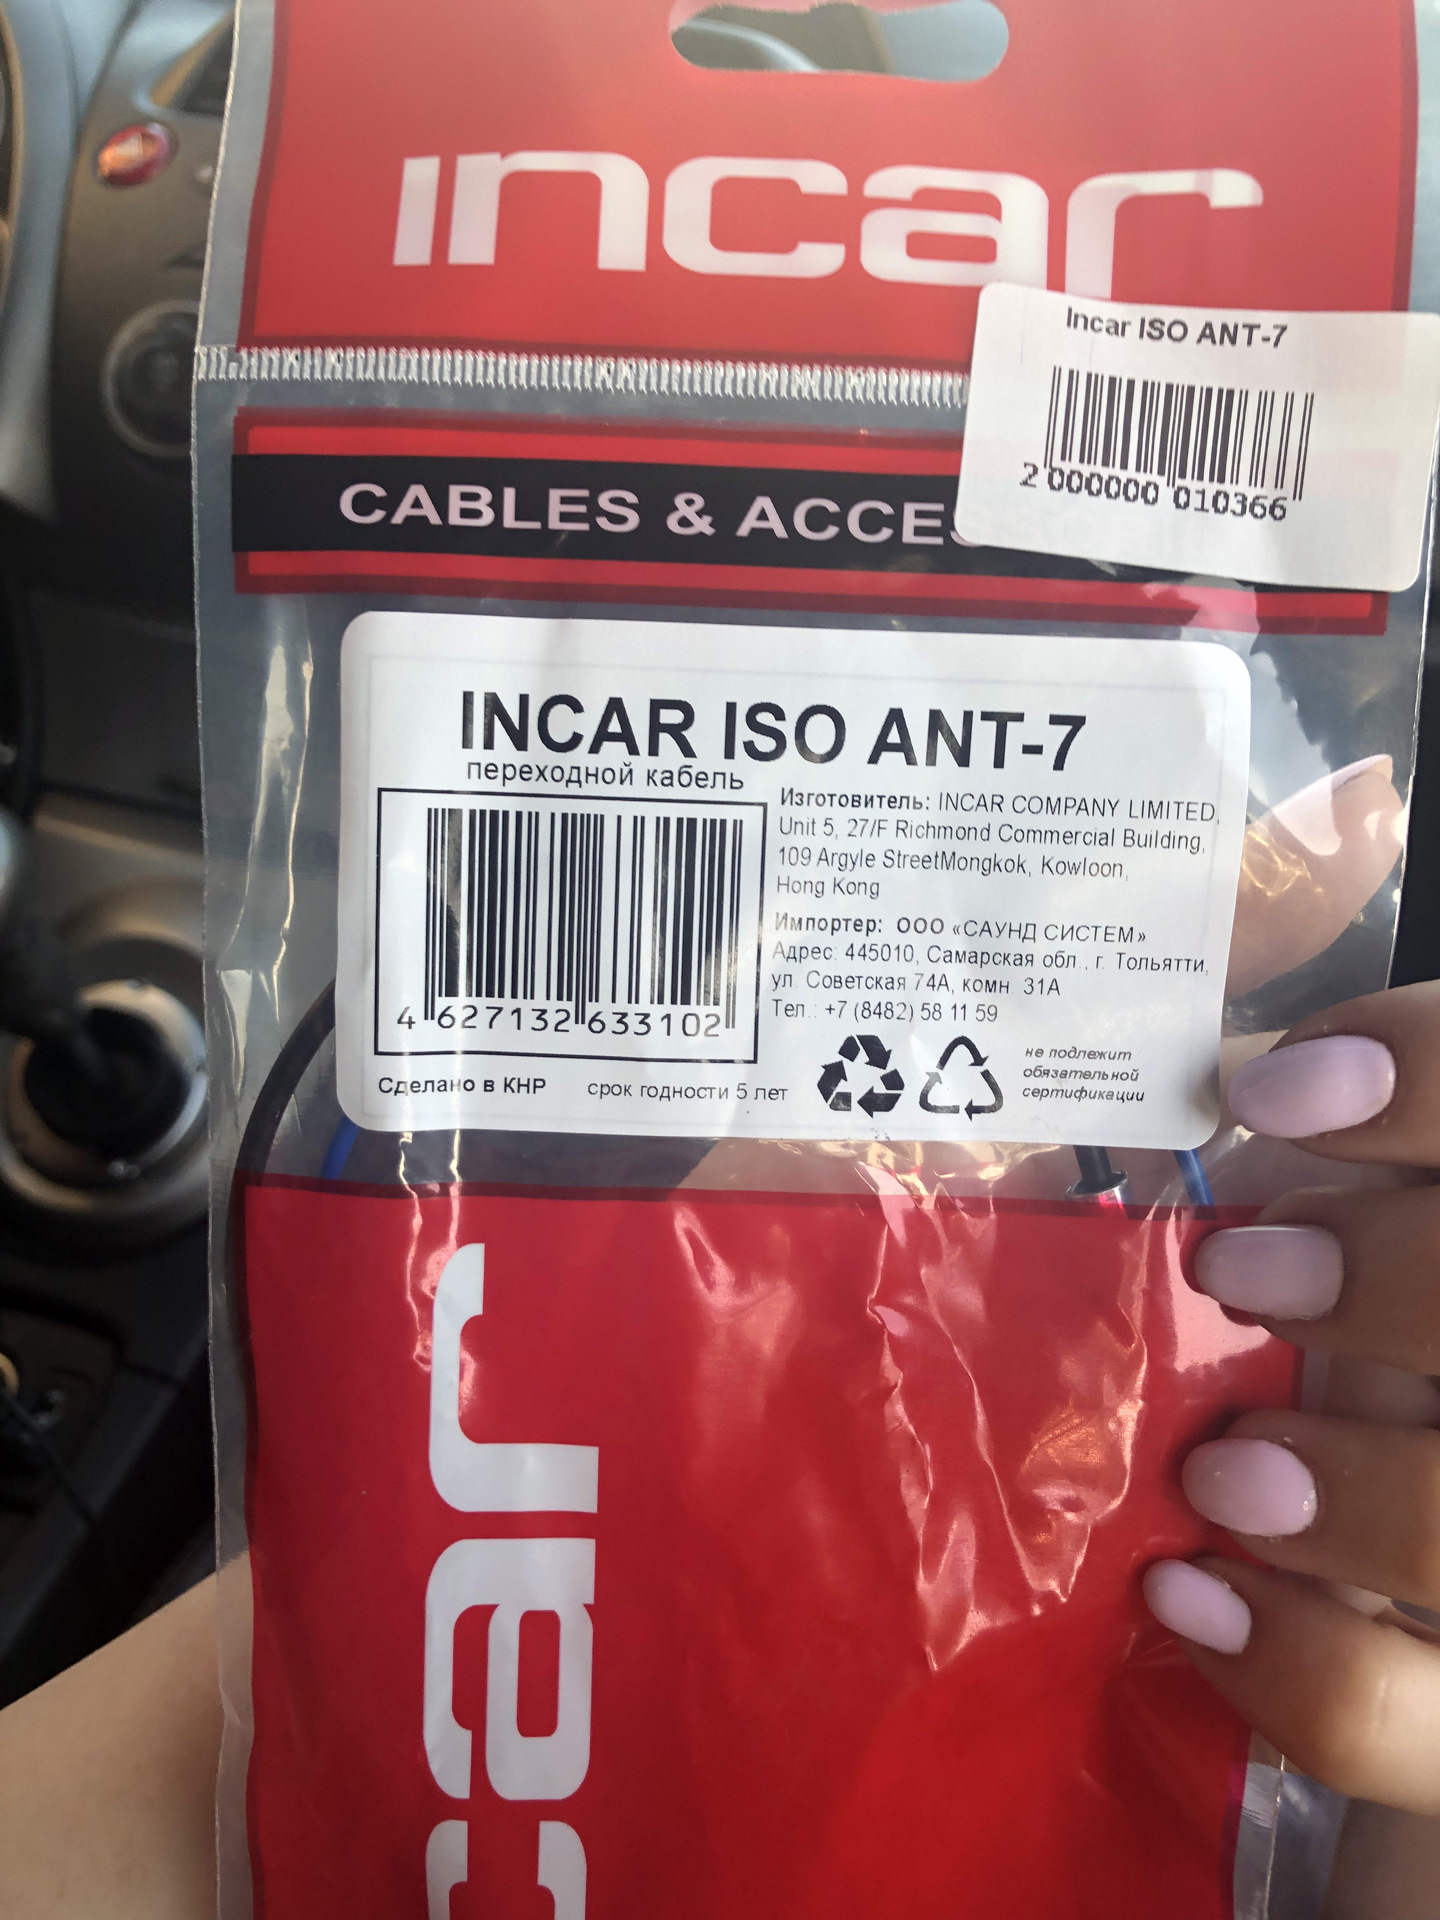 incar
Incar ISO ANT-7
2 000000 010366
CABLES &
INCAR ISO ANT-7
переходной кабель
4 627132 633102
Сделано в КНР
срок годности 5 лет
Изготовитель: INCAR COMPANY LIMITED,
Unit 5, 27/F Richmond Commercial Building,
109 Argyle StreetMongkok, Kowloon,
Hong Kong
Импортер: ООО «САУНД СИСТЕМ»
Адрес: 445010, Самарская обл., г. Тольятти,
ул. Советская 74А, комн. 31А
Тел.: +7 (8482) 58 11 59
не подлежит
обязательной
сертификации
car